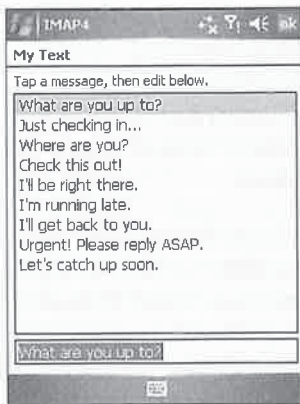 IMAP4
ok
My Text
Tap a message, then edit below.
What are you up to?
Just checking in...
Where are you?
Check this out!
I'll be right there.
I'm running late.
I'll get back to you.
Urgent! Please reply ASAP.
Let's catch up soon.
What are you up to?